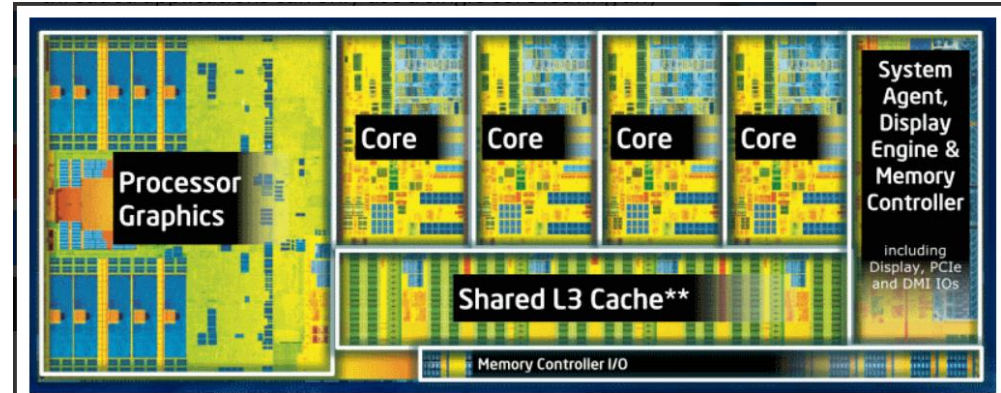 Processor
Graphics
Core
Core
Core
Core
System
Agent,
Display
Engine &
Memory
Controller
including
Display, PCIe
and DMI IOs
Shared L3 Cache**
Memory Controller I/O